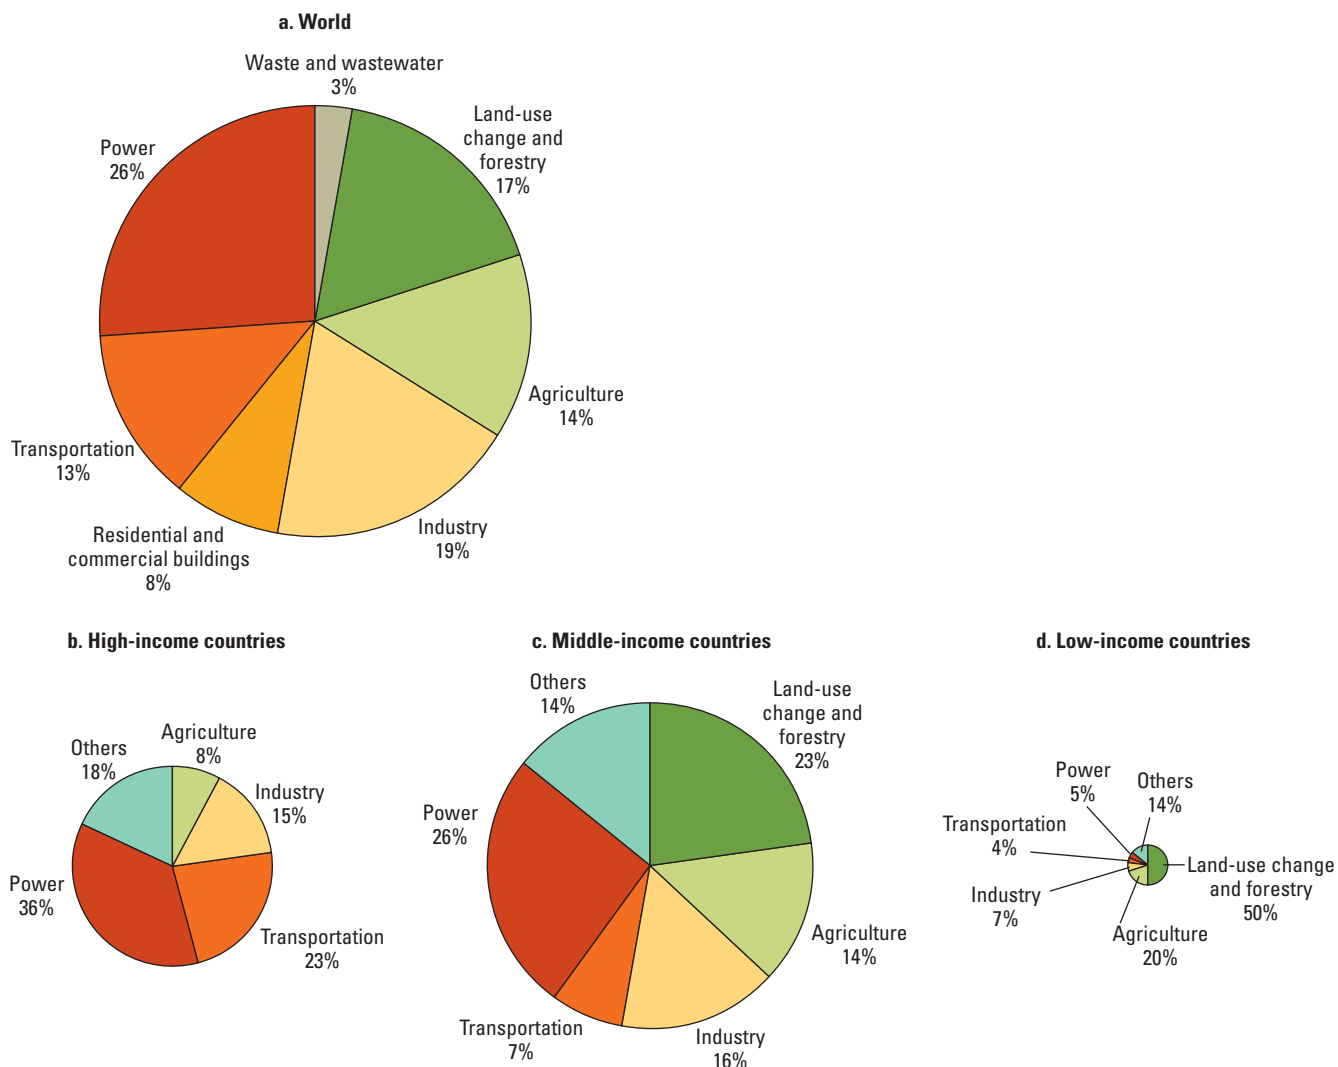 a. World
Waste and wastewater
3%
Land-use
change and
forestry
17%
Power
26%
Agriculture
14%
Transportation
13%
Industry
19%
Residential and
commercial buildings
8%
b. High-income countries
Agriculture
8%
Others
18%
Industry
15%
Power
36%
Transportation
23%
c. Middle-income countries
Others
14%
Land-use
change and
forestry
23%
Power
26%
Agriculture
14%
Transportation
7%
Industry
16%
d. Low-income countries
Power
5%
Others
14%
Transportation
4%
Land-use change
and forestry
50%
Industry
7%
Agriculture
20%